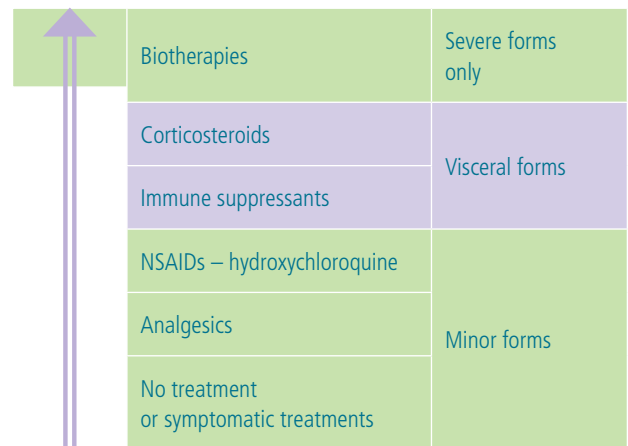 Biotherapies
Severe forms
only
Corticosteroids
Immune suppressants
Visceral forms
NSAIDs – hydroxychloroquine
Analgesics
No treatment
or symptomatic treatments
Minor forms